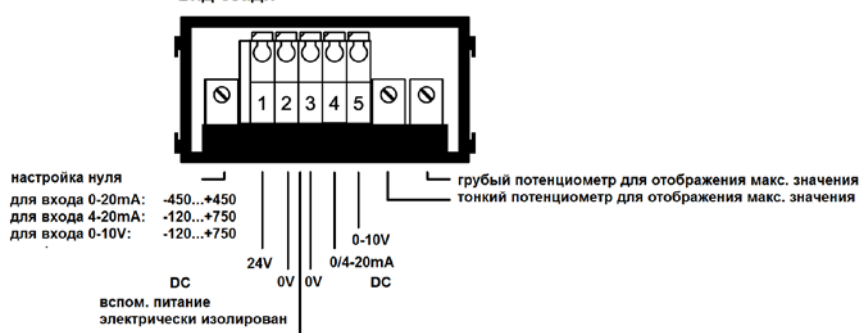 1 2 3 4 5
настройка нуля
для входа 0-20mA: -450...+450
для входа 4-20mA: -120...+750
для входа 0-10V: -120...+750
грубый потенциометр для отображения макс. значения
тонкий потенциометр для отображения макс. значения
0-10V
24V 0/4-20mA
DC 0V 0V DC
вспом. питание
электрически изолирован